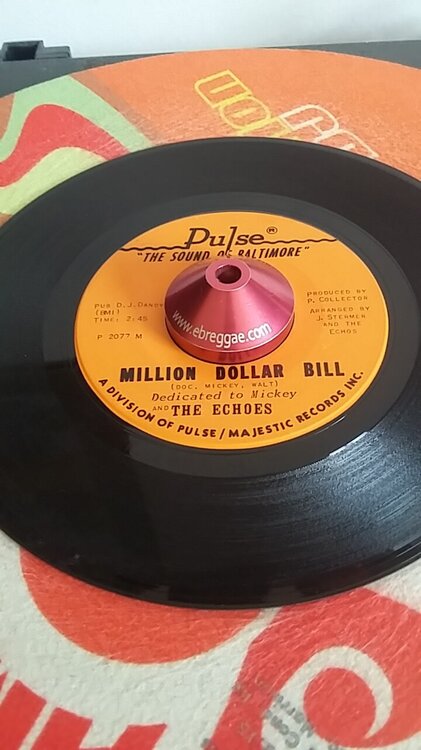 Pulse®
"THE SOUND OF BALTIMORE"
PUB D.J. DANDY
(BMI)
TIME: 2:45
P 2077 M
PRODUCED BY
P. COLLECTOR
ARRANGED BY
J. STERMER
AND THE
ECHOS
www.ebreggae.com
MILLION DOLLAR BILL
(DOC, MICKEY, WALT)
Dedicated to Mickey
AND THE ECHOES
A DIVISION OF PULSE / MAJESTIC RECORDS INC.